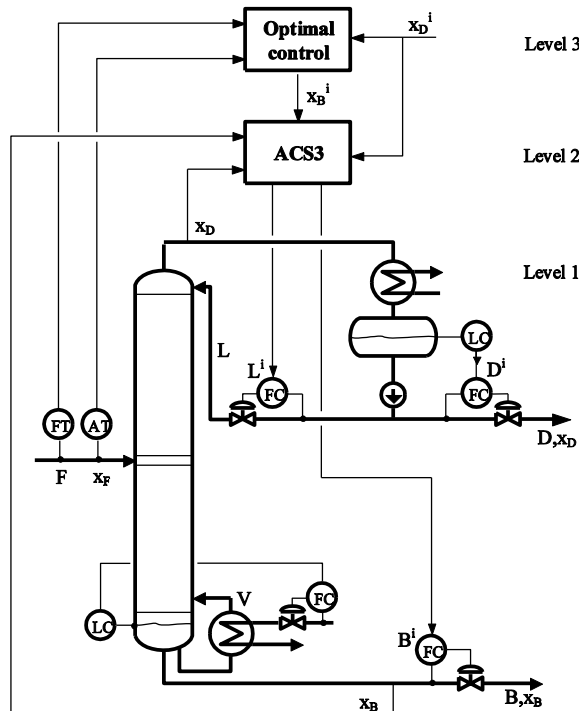 Optimal
control
x_D^i
Level 3
x_B^i
ACS3
Level 2
x_D
Level 1
L
LC
L^i
D^i
FC
FC
FT
AT
D,x_D
F
x_F
V
FC
LC
B^i
FC
B,x_B
x_B